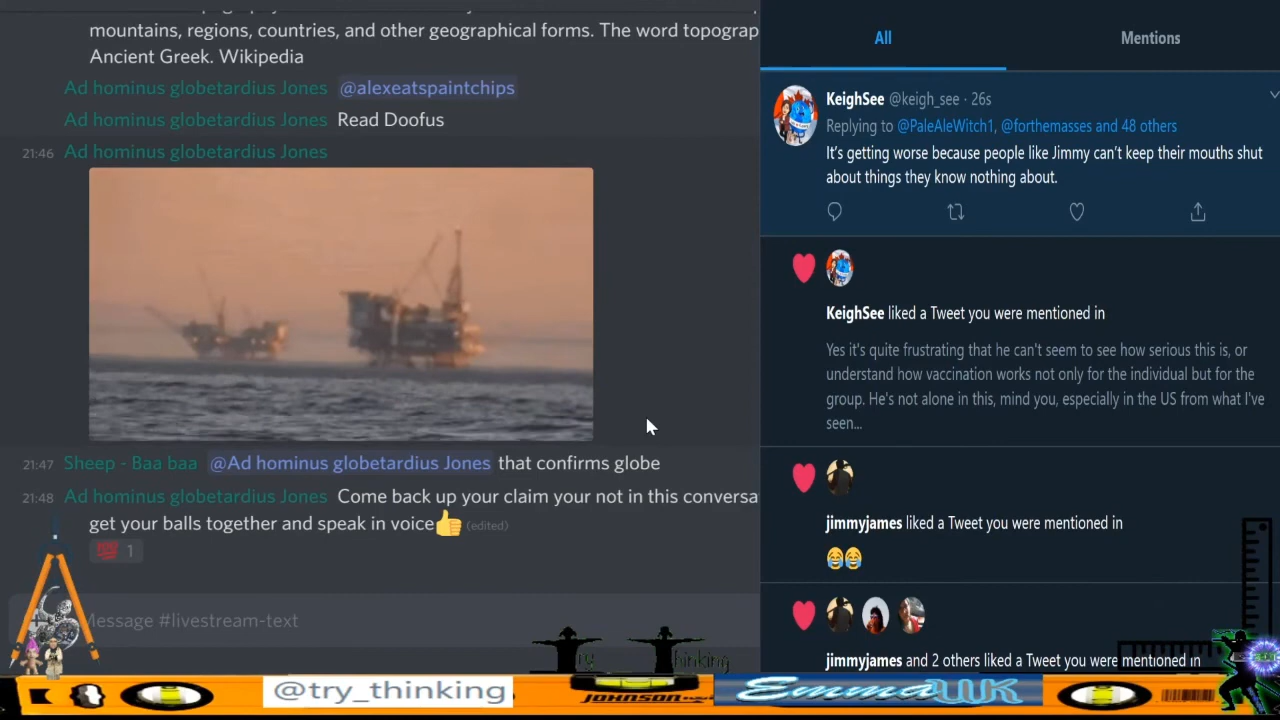 mountains, regions, countries, and other geographical forms. The word topograp
Ancient Greek. Wikipedia
Ad hominus globetardius Jones @alexeatspaintchips
Ad hominus globetardius Jones Read Doofus
21:46 Ad hominus globetardius Jones
21:47 Sheep - Baa baa @Ad hominus globetardius Jones that confirms globe
21:48 Ad hominus globetardius Jones Come back up your claim your not in this conversa
get your balls together and speak in voice👍 (edited)
💯 1
Message #livestream-text
All Mentions
KeighSee @keigh_see · 26s
Replying to @PaleAleWitch1, @forthemasses and 48 others
It's getting worse because people like Jimmy can't keep their mouths shut
about things they know nothing about.
KeighSee liked a Tweet you were mentioned in
Yes it's quite frustrating that he can't seem to see how serious this is, or
understand how vaccination works not only for the individual but for the
group. He's not alone in this, mind you, especially in the US from what I've
seen...
jimmyjames liked a Tweet you were mentioned in
😂😂
jimmyjames and 2 others liked a Tweet you were mentioned in
Try Thinking
@try_thinking
JOHNSON
EmmaUK